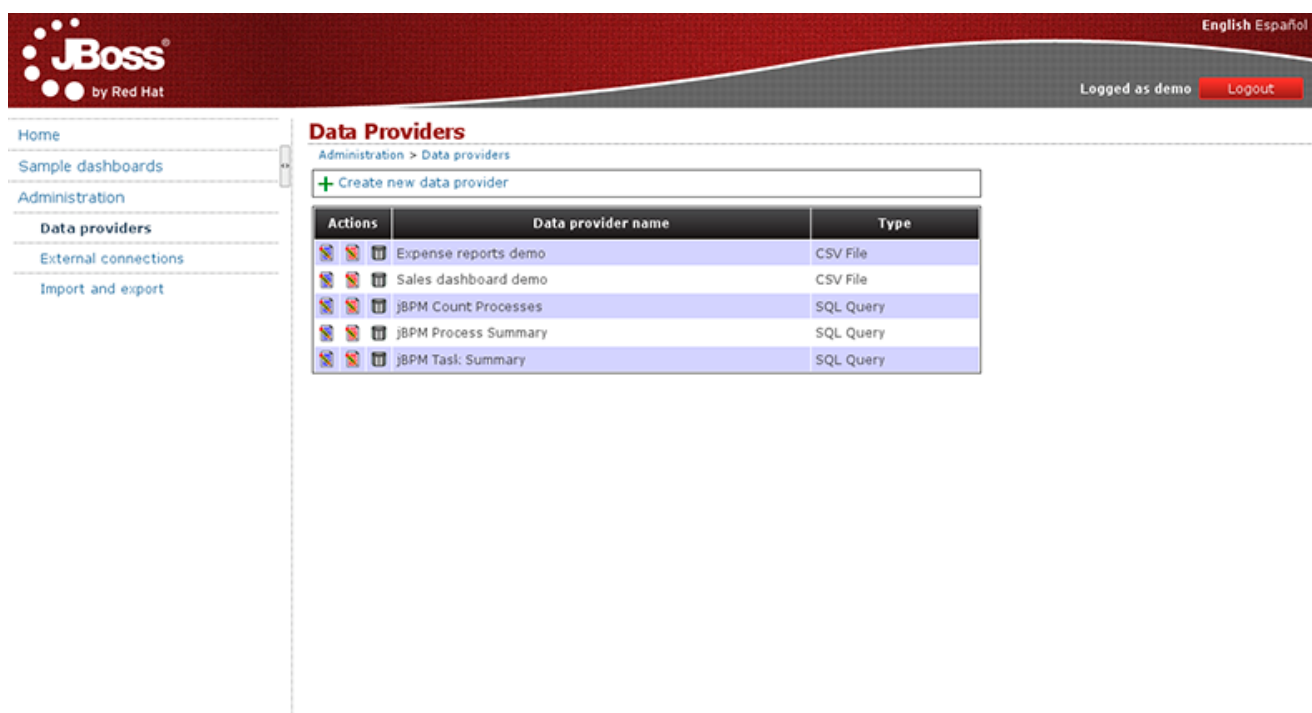 English Español
JBoss®
by Red Hat
Logged as demo Logout
Home
Sample dashboards
Administration
Data providers
External connections
Import and export
Data Providers
Administration > Data providers
Create new data provider
Actions Data provider name Type
Expense reports demo CSV File
Sales dashboard demo CSV File
jBPM Count Processes SQL Query
jBPM Process Summary SQL Query
jBPM Task Summary SQL Query